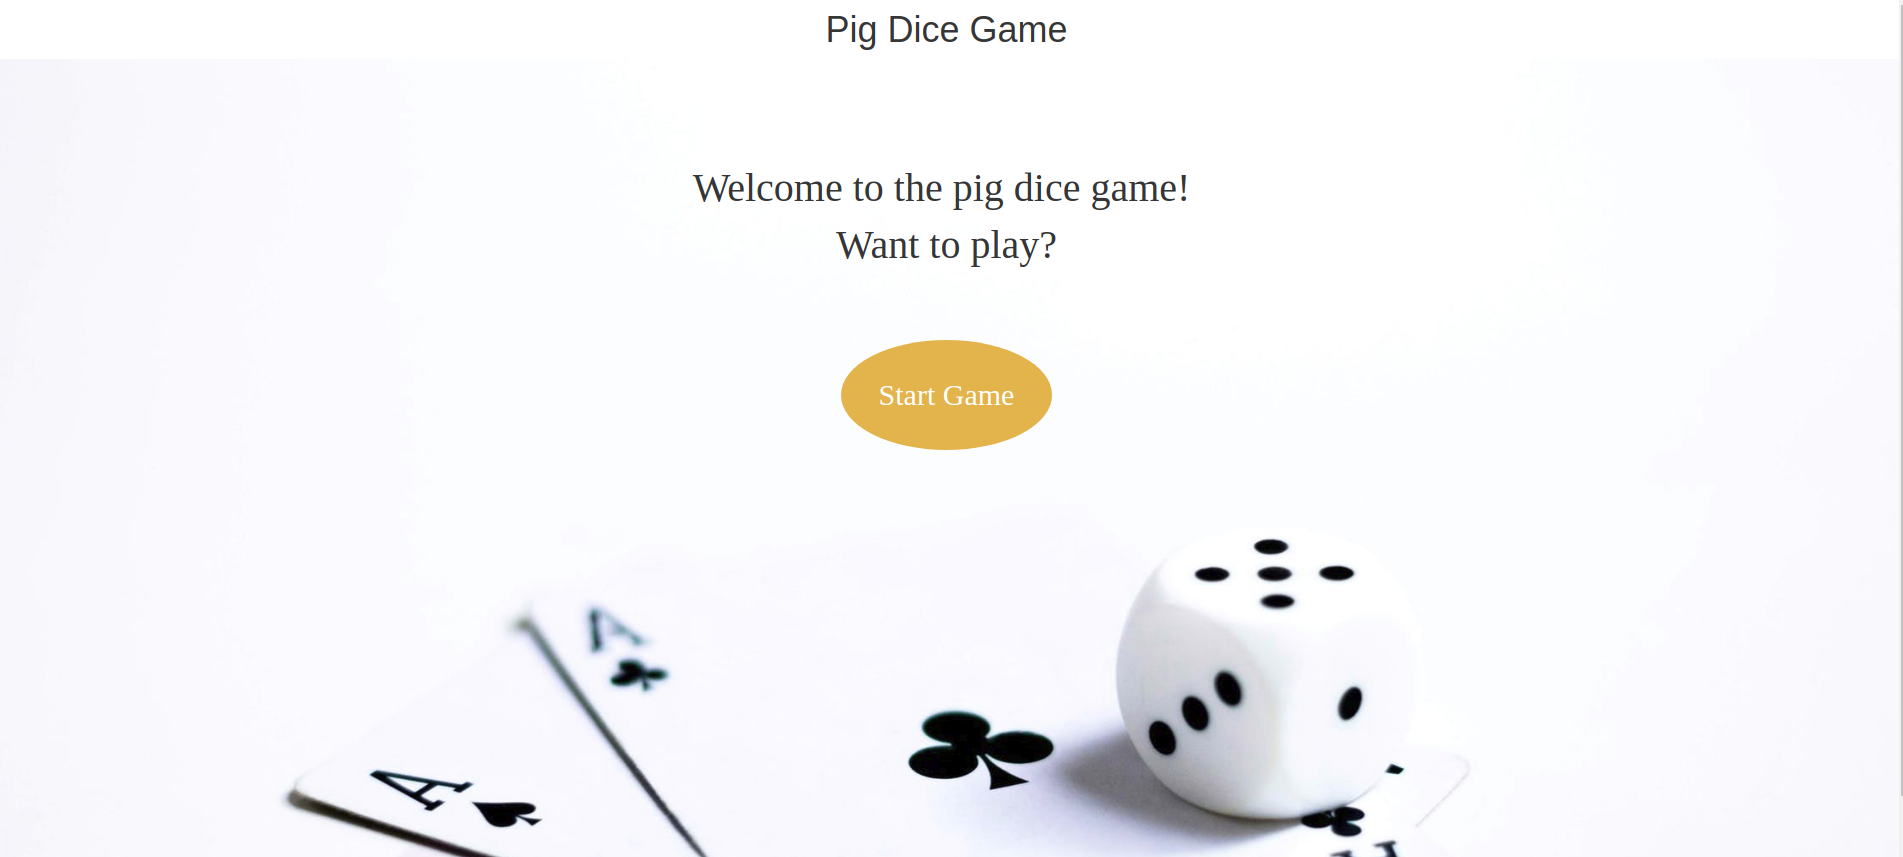 Pig Dice Game
Welcome to the pig dice game!
Want to play?
Start Game
A
A